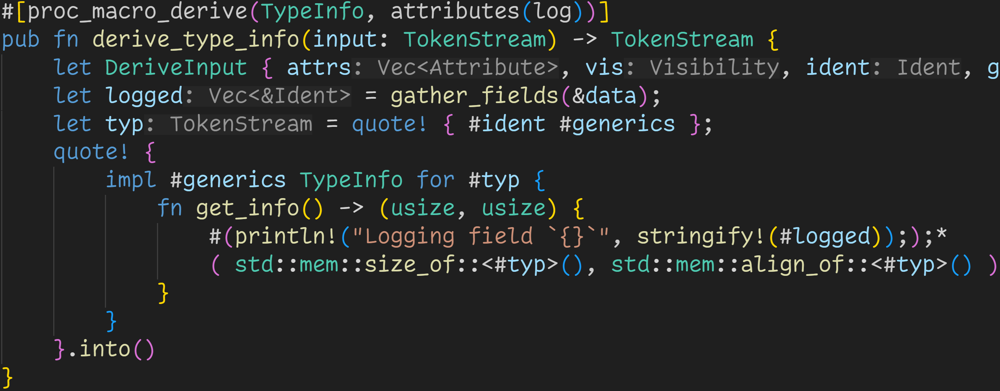 #[proc_macro_derive(TypeInfo, attributes(log))]
pub fn derive_type_info(input: TokenStream) -> TokenStream {
let DeriveInput { attrs: Vec<Attribute>, vis: Visibility, ident: Ident, g
let logged: Vec<&Ident> = gather_fields(&data);
let typ: TokenStream = quote! { #ident #generics };
quote! {
impl #generics TypeInfo for #typ {
fn get_info() -> (usize, usize) {
#(println!("Logging field `{}`", stringify!(#logged)););*
( std::mem::size_of::<#typ>(), std::mem::align_of::<#typ>() )
}
}
}.into()
}